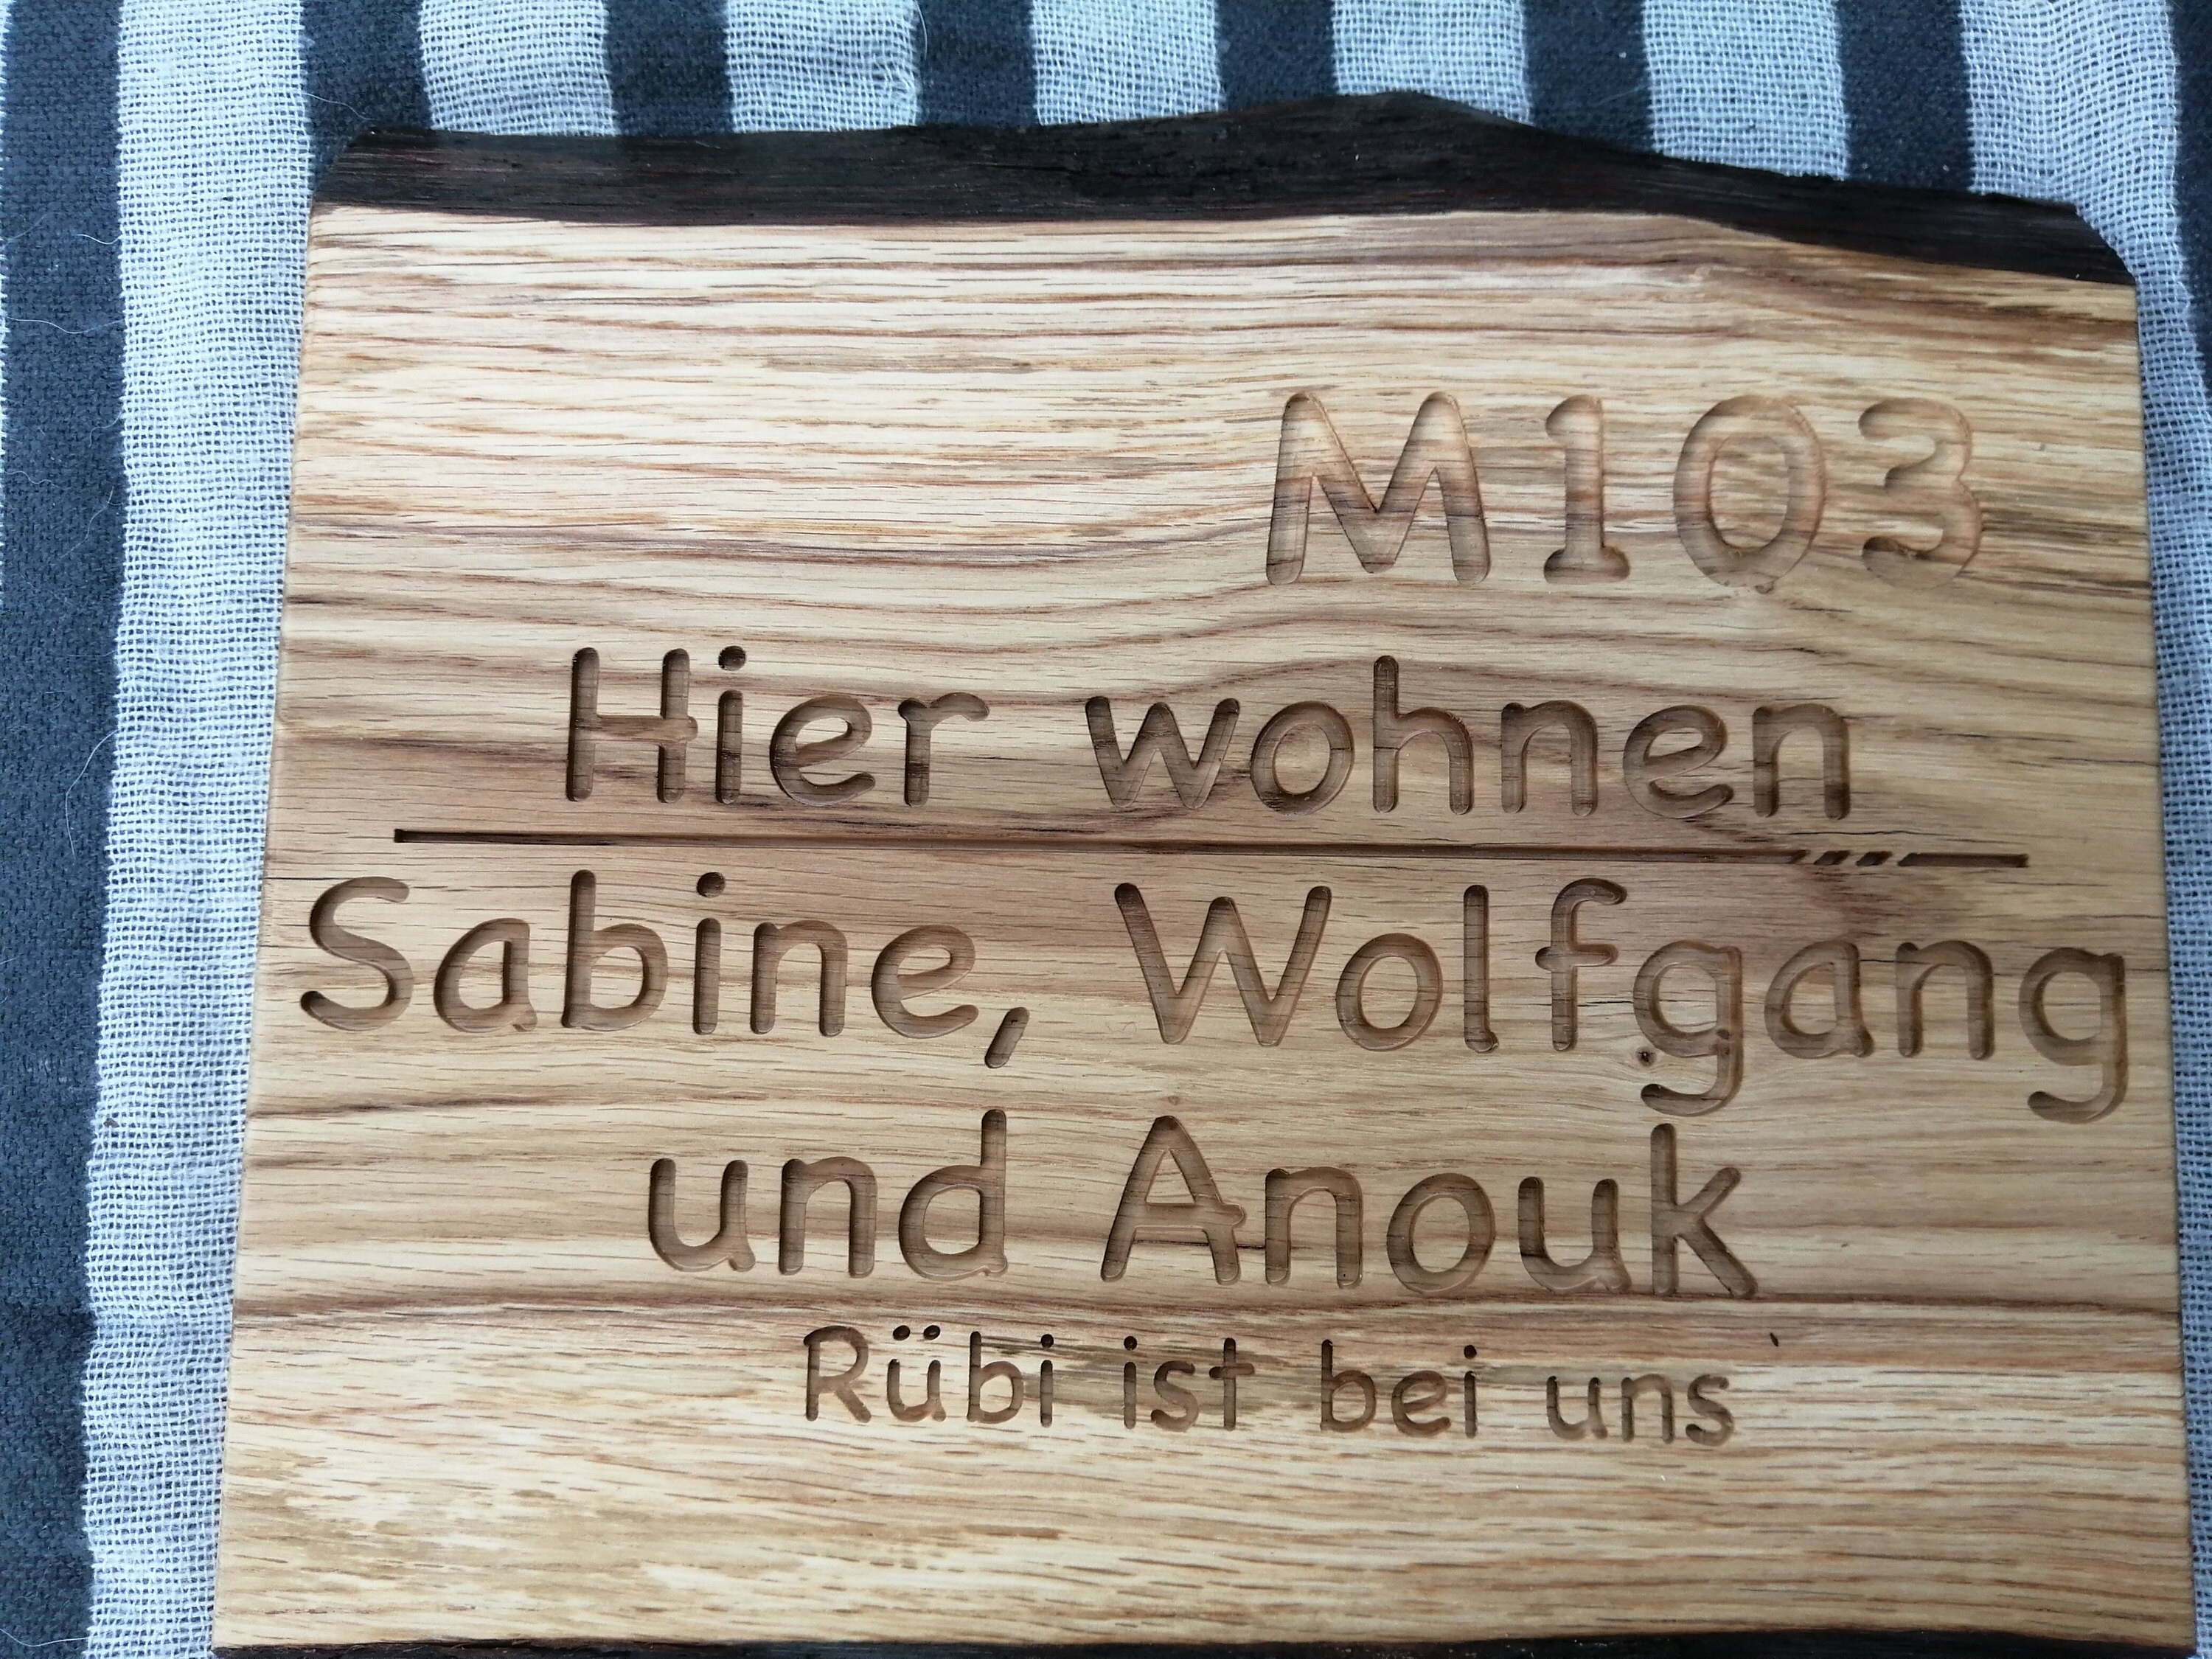 M103
Hier wohnen
Sabine, Wolfgang
und Anouk
Rübi ist bei uns